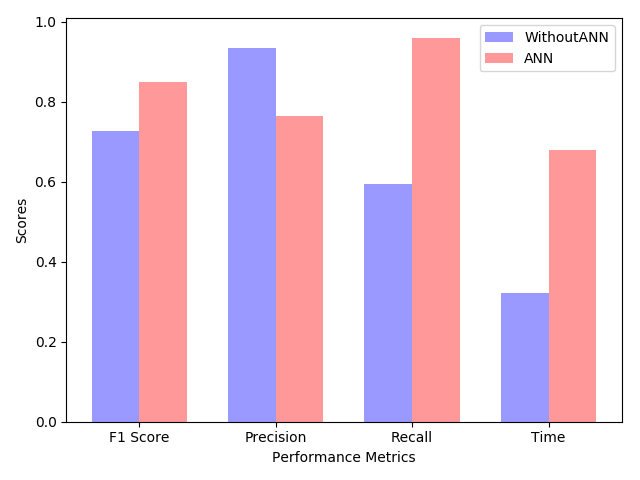 1.0
0.8
0.6
0.4
0.2
0.0
Scores
WithoutANN
ANN
F1 Score
Precision
Recall
Time
Performance Metrics